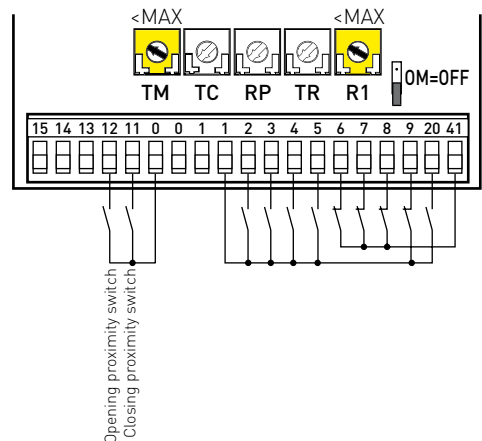 <MAX <MAX
TM TC RP TR R1 OM=OFF
15 14 13 12 11 0 0 1 1 2 3 4 5 6 7 8 9 20 41
Opening proximity switch
Closing proximity switch